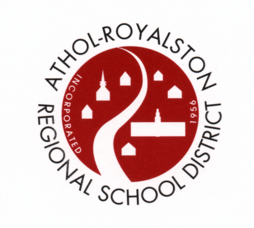 ATHOL-ROYALSTON
REGIONAL SCHOOL DISTRICT
INCORPORATED
1956